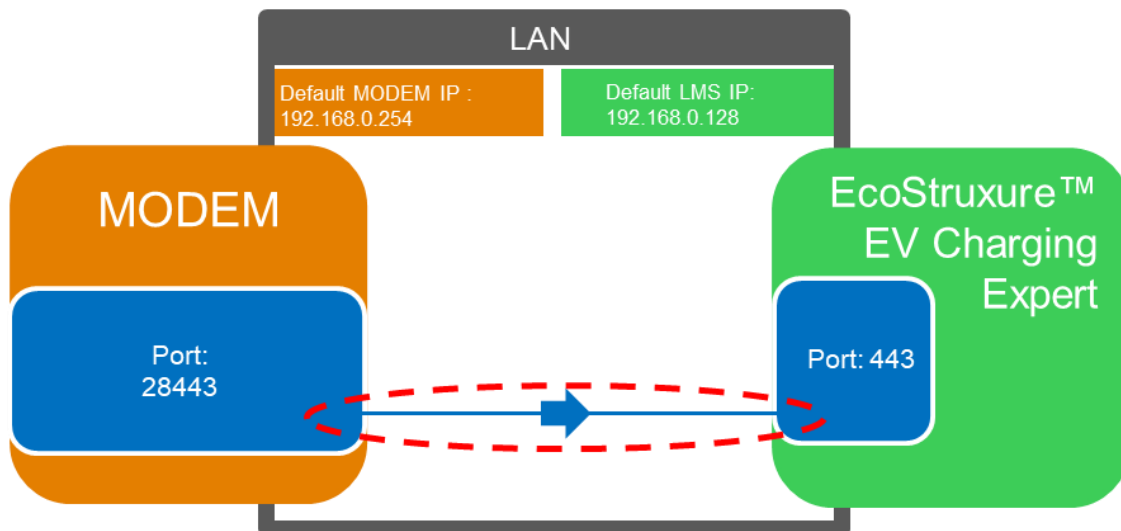 LAN
Default MODEM IP :
192.168.0.254
Default LMS IP:
192.168.0.128
MODEM
EcoStruxure™
EV Charging
Expert
Port:
28443
Port: 443